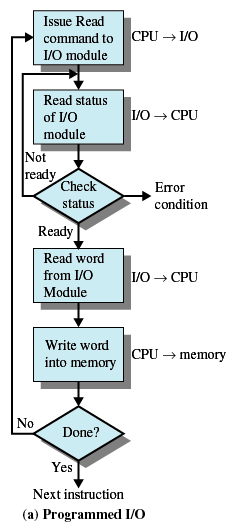 Issue Read
command to
I/O module
CPU → I/O
Read status
of I/O
module
I/O → CPU
Not
ready
Check
status
Error
condition
Ready
Read word
from I/O
Module
I/O → CPU
Write word
into memory
CPU → memory
No
Done?
Yes
Next instruction
(a) Programmed I/O